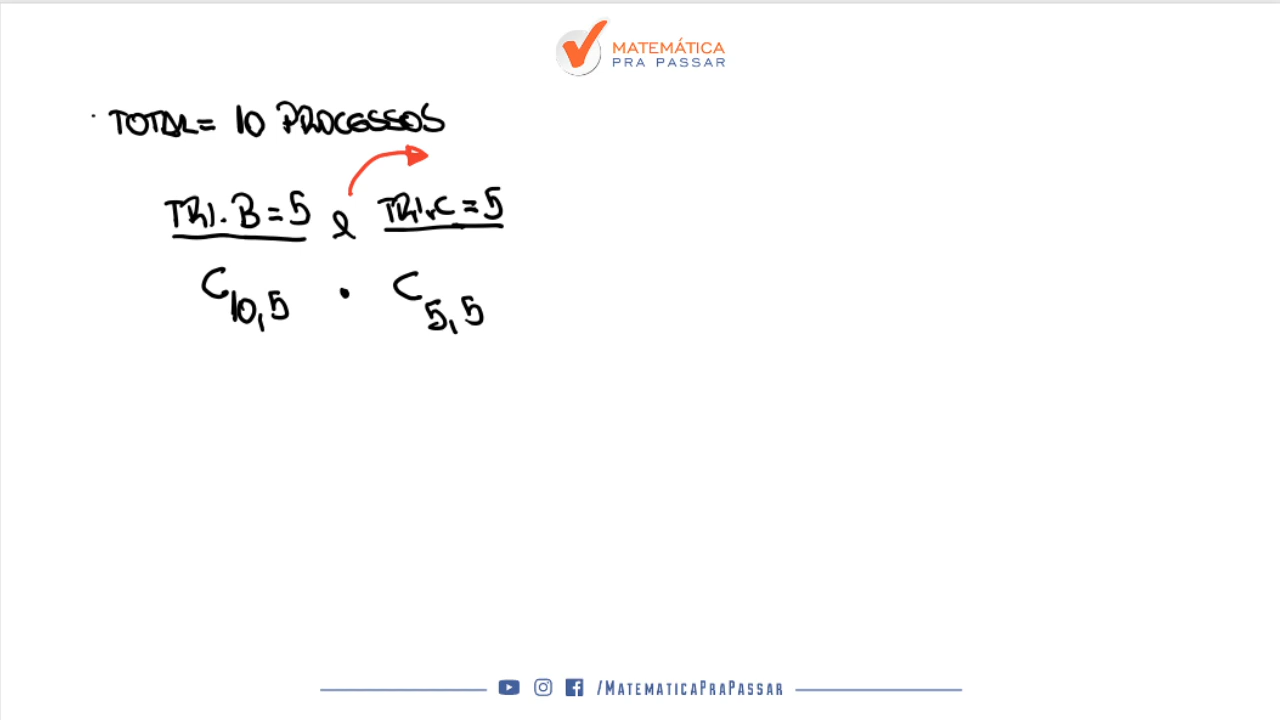 MATEMÁTICA
PRA PASSAR
TOTAL = 10 PROCESSOS
TRI. B = 5 e TRI. C = 5
C10,5 . C5,5
/MATEMATICAPRAPASSAR